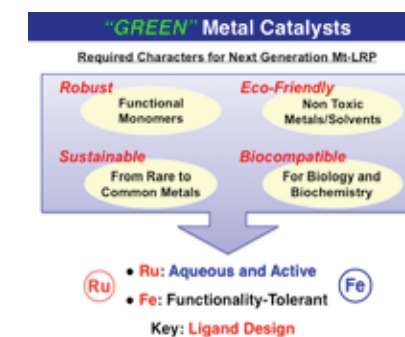 "GREEN" Metal Catalysts
Required Characters for Next Generation Mt-LRP
Robust
Functional
Monomers
Eco-Friendly
Non Toxic
Metals/Solvents
Sustainable
From Rare to
Common Metals
Biocompatible
For Biology and
Biochemistry
Ru
• Ru: Aqueous and Active
• Fe: Functionality-Tolerant
Fe
Key: Ligand Design